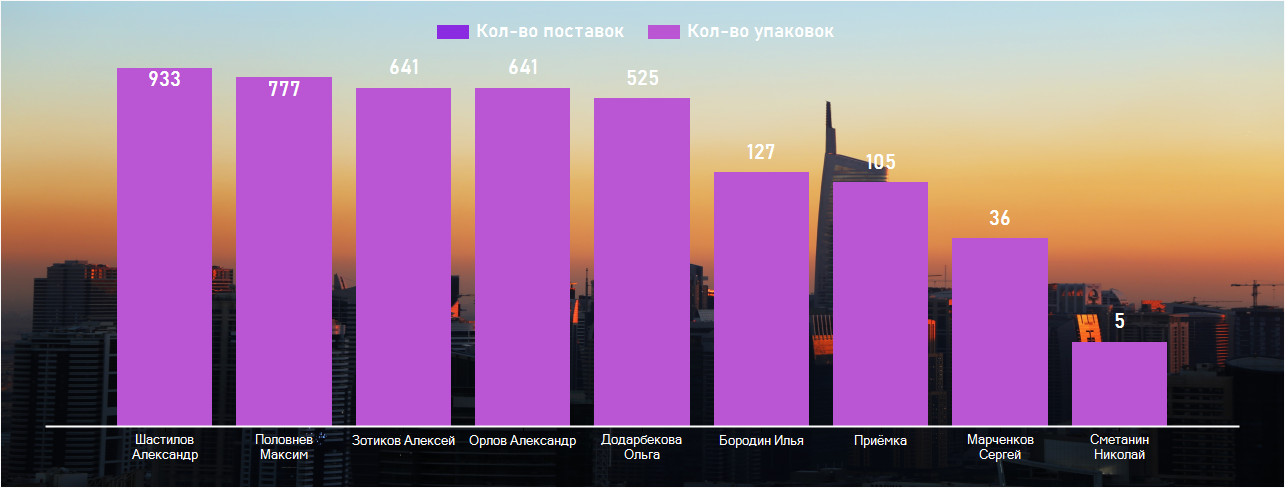 Кол-во поставок Кол-во упаковок
933 777 641 641 525 127 105 36 5
Шастилов Александр
Половнев Максим
Зотиков Алексей
Орлов Александр
Додарбекова Ольга
Бородин Илья
Приёмка
Марченков Сергей
Сметанин Николай